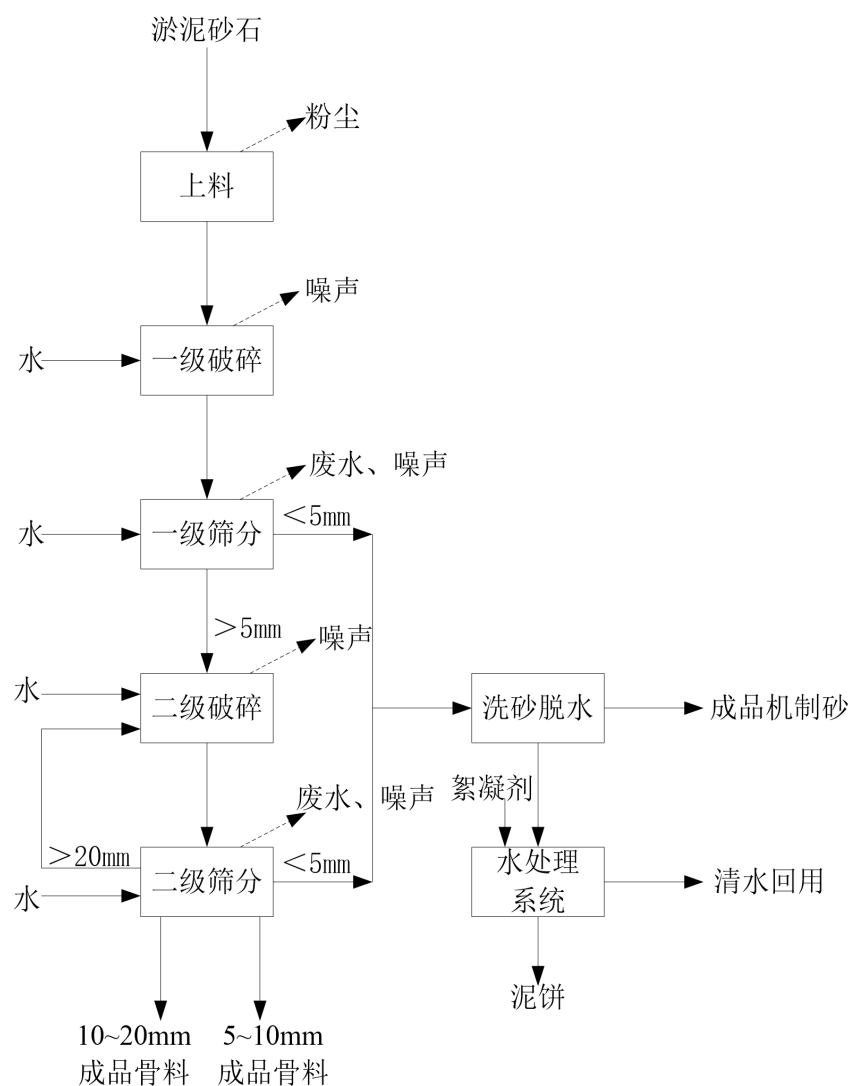 淤泥砂石
粉尘
上料
噪声
水
一级破碎
废水、噪声
水
一级筛分
＜5mm
＞5mm
噪声
水
二级破碎
洗砂脱水
成品机制砂
絮凝剂
废水、噪声
＞20mm
＜5mm
水
二级筛分
水处理
系统
清水回用
泥饼
10~20mm
成品骨料
5~10mm
成品骨料